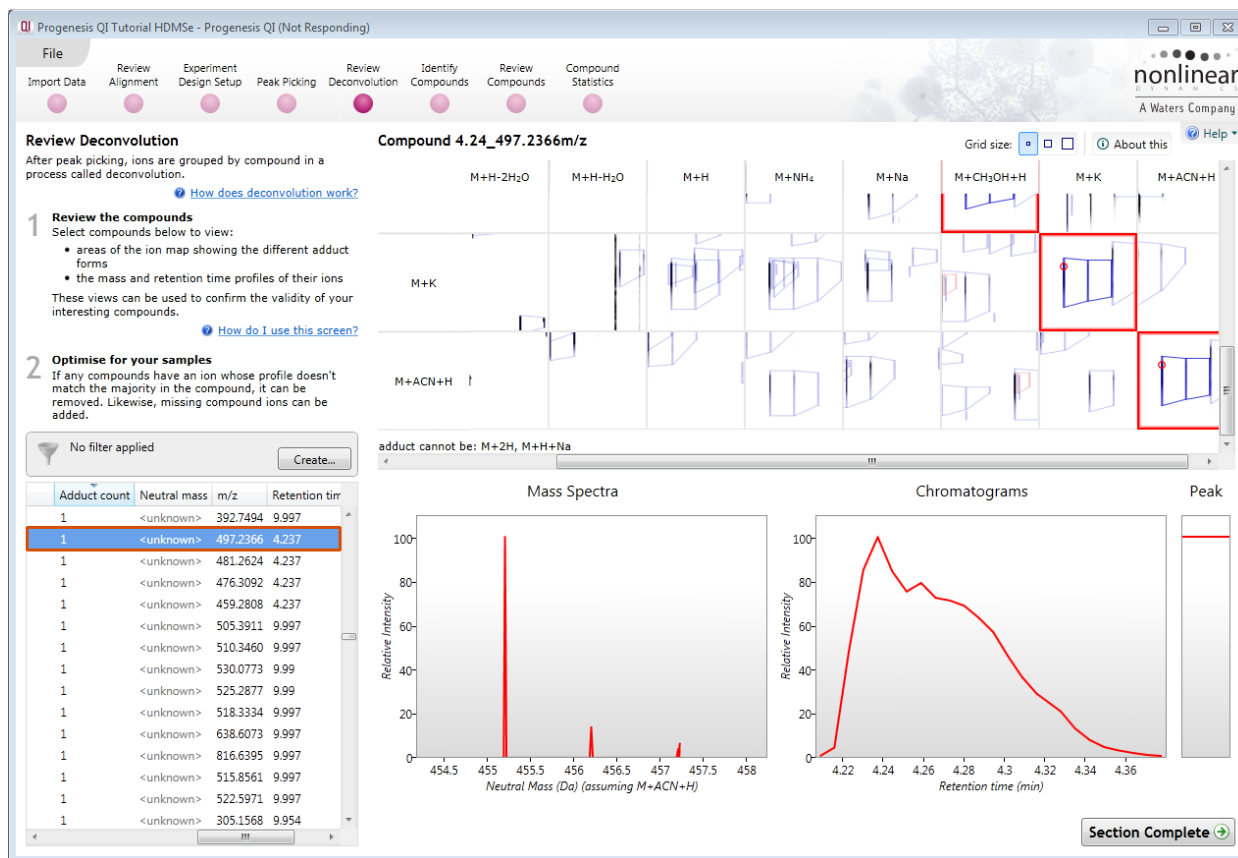 Progenesis QI Tutorial HDMSe - Progenesis QI (Not Responding)
File
Import Data
Review Alignment
Experiment Design Setup
Peak Picking
Review Deconvolution
Identify Compounds
Review Compounds
Compound Statistics
nonlinear
DYNAMICS
A Waters Company
Review Deconvolution
After peak picking, ions are grouped by compound in a
process called deconvolution.
How does deconvolution work?
1 Review the compounds
Select compounds below to view:
• areas of the ion map showing the different adduct
forms
• the mass and retention time profiles of their ions
These views can be used to confirm the validity of your
interesting compounds.
How do I use this screen?
2 Optimise for your samples
If any compounds have an ion whose profile doesn't
match the majority in the compound, it can be
removed. Likewise, missing compound ions can be
added.
No filter applied
Create...
Adduct count Neutral mass m/z Retention tim
1 <unknown> 392.7494 9.997
1 <unknown> 497.2366 4.237
1 <unknown> 481.2624 4.237
1 <unknown> 476.3092 4.237
1 <unknown> 459.2808 4.237
1 <unknown> 505.3911 9.997
1 <unknown> 510.3460 9.997
1 <unknown> 530.0773 9.99
1 <unknown> 525.2877 9.99
1 <unknown> 518.3334 9.997
1 <unknown> 638.6073 9.997
1 <unknown> 816.6395 9.997
1 <unknown> 515.8561 9.997
1 <unknown> 522.5971 9.997
1 <unknown> 305.1568 9.954
Compound 4.24_497.2366m/z
Grid size:
About this
Help
M+H-2H₂O M+H-H₂O M+H M+NH₄ M+Na M+CH₃OH+H M+K M+ACN+H
M+K
M+ACN+H
adduct cannot be: M+2H, M+H+Na
Mass Spectra
Relative Intensity
100
80
60
40
20
0
454.5 455 455.5 456 456.5 457 457.5 458
Neutral Mass (Da) (assuming M+ACN+H)
Chromatograms
Relative Intensity
100
80
60
40
20
0
4.22 4.24 4.26 4.28 4.3 4.32 4.34 4.36
Retention time (min)
Peak
Section Complete